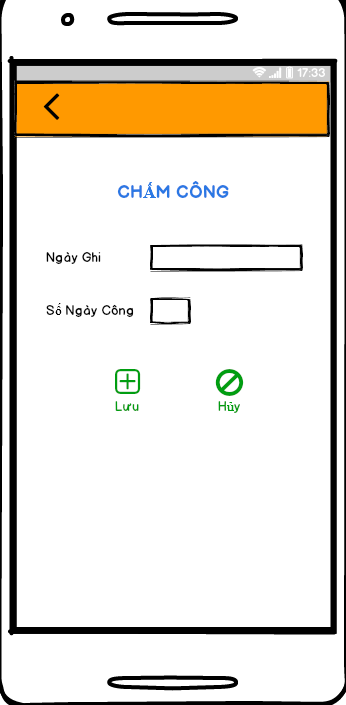 17:33
CHẤM CÔNG
Ngày Ghi
Số Ngày Công
Lưu
Hủy